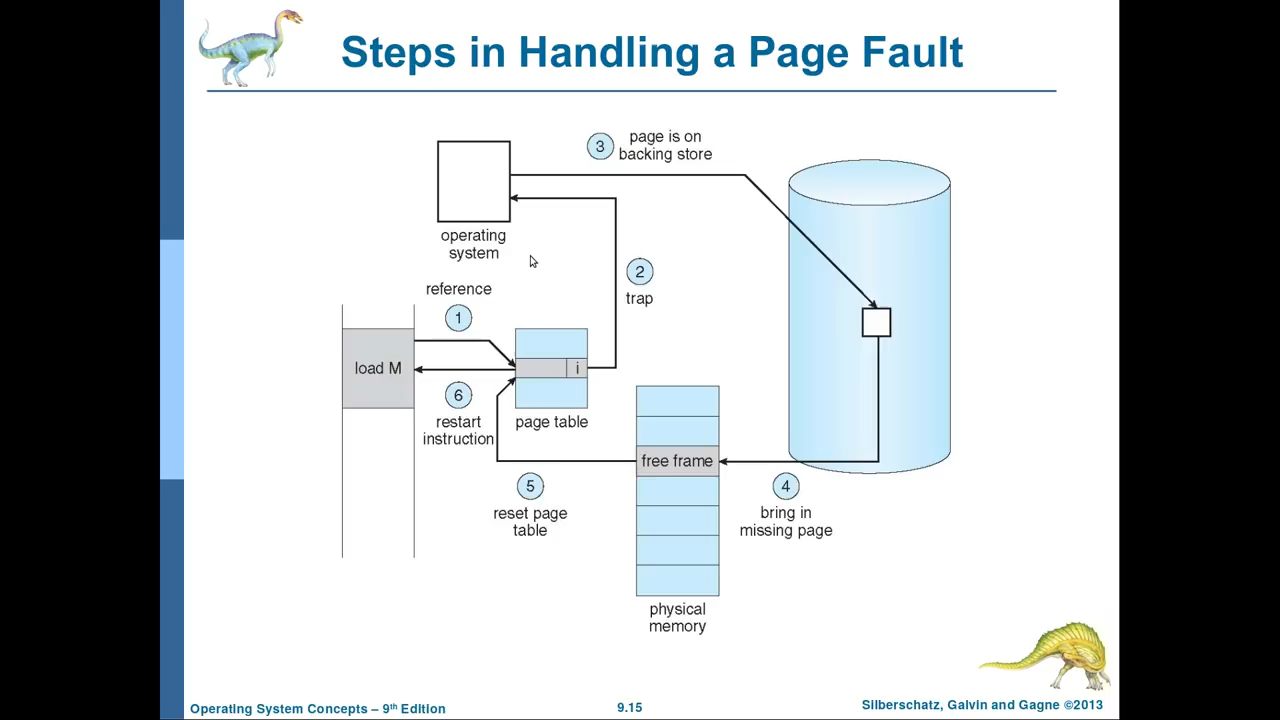 Steps in Handling a Page Fault
3
page is on
backing store
operating
system
2
trap
reference
1
load M
i
6
restart
instruction
page table
free frame
5
reset page
table
4
bring in
missing page
physical
memory
Operating System Concepts – 9th Edition
9.15
Silberschatz, Galvin and Gagne ©2013